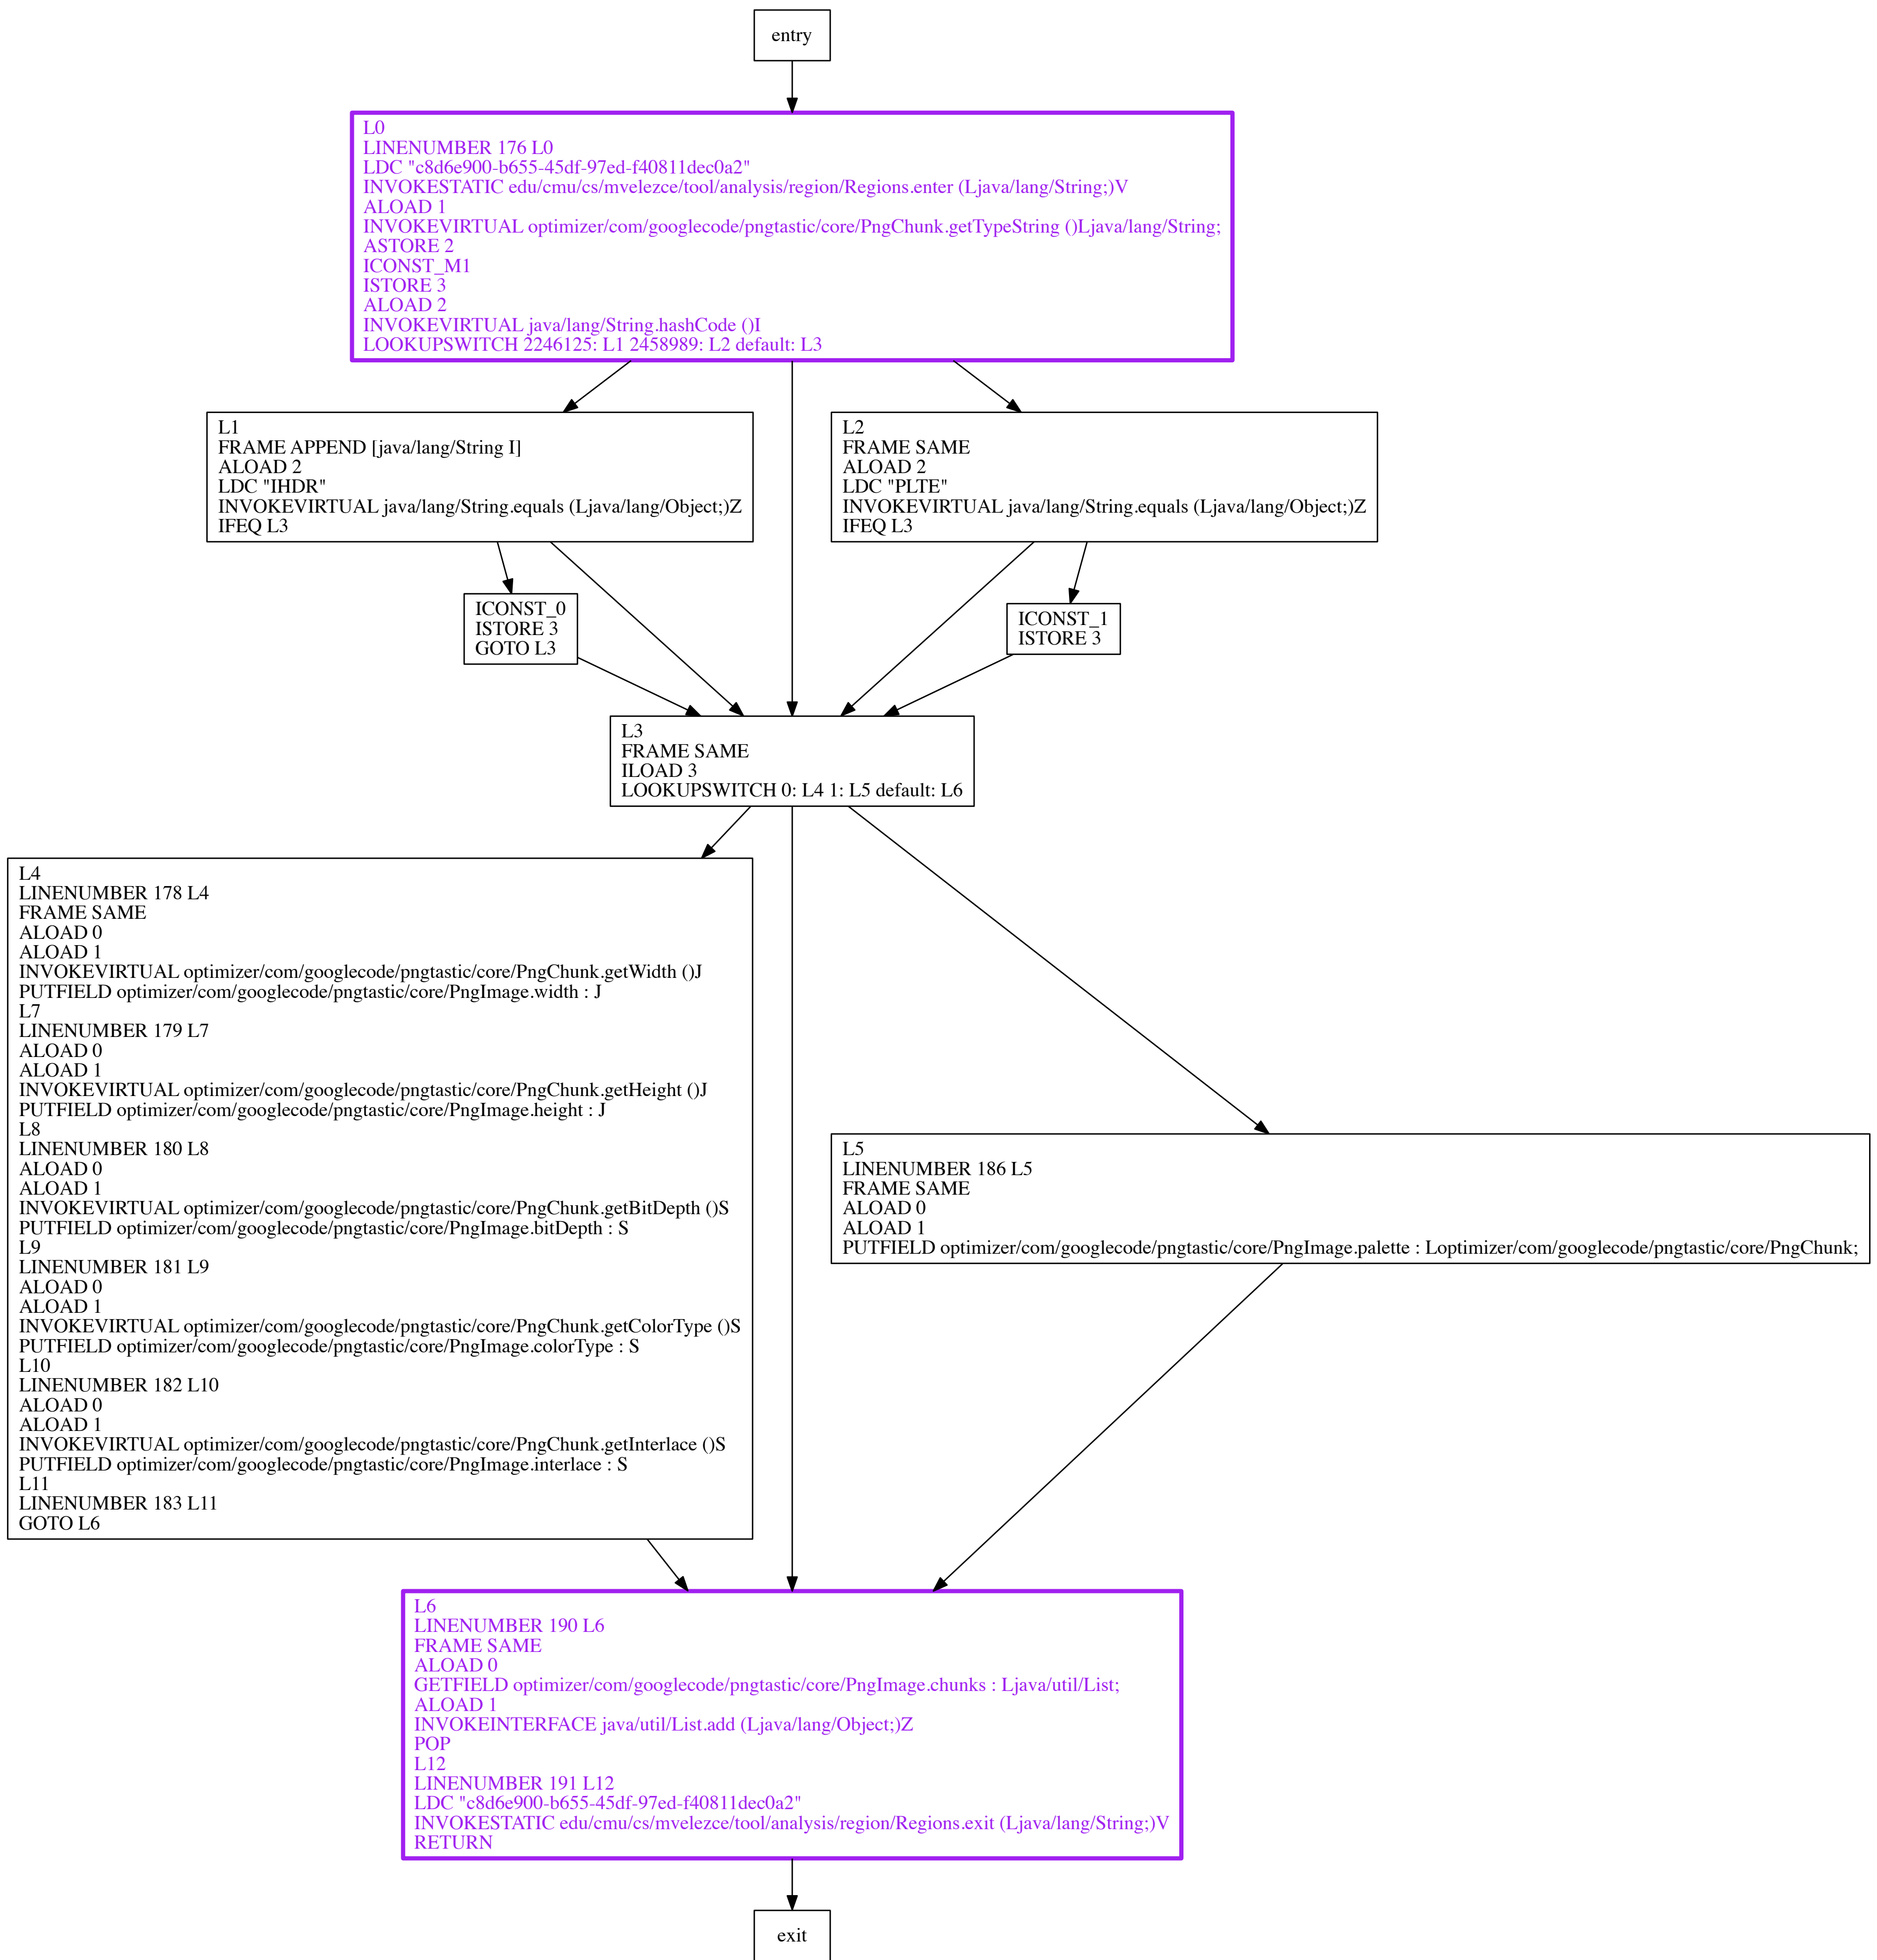 entry
L0
LINENUMBER 176 L0
LDC "c8d6e900-b655-45df-97ed-f40811dec0a2"
INVOKESTATIC edu/cmu/cs/mvelezce/tool/analysis/region/Regions.enter (Ljava/lang/String;)V
ALOAD 1
INVOKEVIRTUAL optimizer/com/googlecode/pngtastic/core/PngChunk.getTypeString ()Ljava/lang/String;
ASTORE 2
ICONST_M1
ISTORE 3
ALOAD 2
INVOKEVIRTUAL java/lang/String.hashCode ()I
LOOKUPSWITCH 2246125: L1 2458989: L2 default: L3
L1
FRAME APPEND [java/lang/String I]
ALOAD 2
LDC "IHDR"
INVOKEVIRTUAL java/lang/String.equals (Ljava/lang/Object;)Z
IFEQ L3
L2
FRAME SAME
ALOAD 2
LDC "PLTE"
INVOKEVIRTUAL java/lang/String.equals (Ljava/lang/Object;)Z
IFEQ L3
ICONST_0
ISTORE 3
GOTO L3
ICONST_1
ISTORE 3
L3
FRAME SAME
ILOAD 3
LOOKUPSWITCH 0: L4 1: L5 default: L6
L4
LINENUMBER 178 L4
FRAME SAME
ALOAD 0
ALOAD 1
INVOKEVIRTUAL optimizer/com/googlecode/pngtastic/core/PngChunk.getWidth ()J
PUTFIELD optimizer/com/googlecode/pngtastic/core/PngImage.width : J
L7
LINENUMBER 179 L7
ALOAD 0
ALOAD 1
INVOKEVIRTUAL optimizer/com/googlecode/pngtastic/core/PngChunk.getHeight ()J
PUTFIELD optimizer/com/googlecode/pngtastic/core/PngImage.height : J
L8
LINENUMBER 180 L8
ALOAD 0
ALOAD 1
INVOKEVIRTUAL optimizer/com/googlecode/pngtastic/core/PngChunk.getBitDepth ()S
PUTFIELD optimizer/com/googlecode/pngtastic/core/PngImage.bitDepth : S
L9
LINENUMBER 181 L9
ALOAD 0
ALOAD 1
INVOKEVIRTUAL optimizer/com/googlecode/pngtastic/core/PngChunk.getColorType ()S
PUTFIELD optimizer/com/googlecode/pngtastic/core/PngImage.colorType : S
L10
LINENUMBER 182 L10
ALOAD 0
ALOAD 1
INVOKEVIRTUAL optimizer/com/googlecode/pngtastic/core/PngChunk.getInterlace ()S
PUTFIELD optimizer/com/googlecode/pngtastic/core/PngImage.interlace : S
L11
LINENUMBER 183 L11
GOTO L6
L5
LINENUMBER 186 L5
FRAME SAME
ALOAD 0
ALOAD 1
PUTFIELD optimizer/com/googlecode/pngtastic/core/PngImage.palette : Loptimizer/com/googlecode/pngtastic/core/PngChunk;
L6
LINENUMBER 190 L6
FRAME SAME
ALOAD 0
GETFIELD optimizer/com/googlecode/pngtastic/core/PngImage.chunks : Ljava/util/List;
ALOAD 1
INVOKEINTERFACE java/util/List.add (Ljava/lang/Object;)Z
POP
L12
LINENUMBER 191 L12
LDC "c8d6e900-b655-45df-97ed-f40811dec0a2"
INVOKESTATIC edu/cmu/cs/mvelezce/tool/analysis/region/Regions.exit (Ljava/lang/String;)V
RETURN
exit